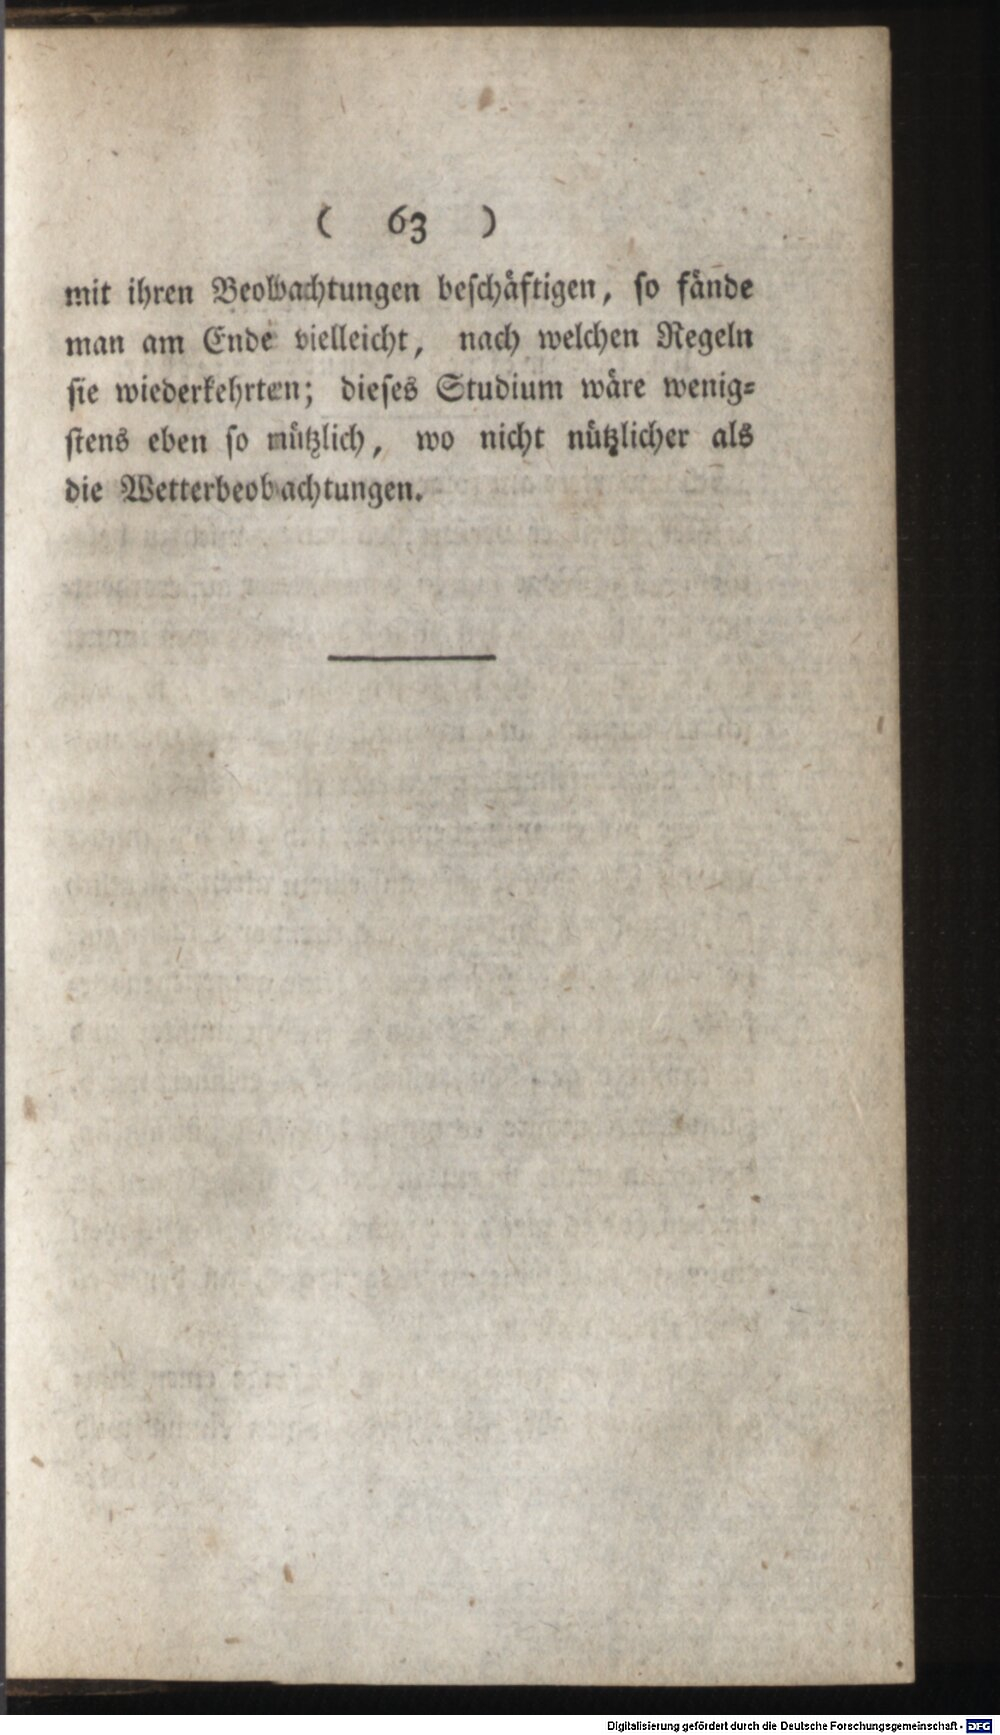 ( 63 )
mit ihren Beobachtungen beschäftigen, so fände
man am Ende vielleicht, nach welchen Regeln
sie wiederkehrten; dieses Studium wäre wenig⸗
stens eben so nützlich, wo nicht nützlicher als
die Wetterbeobachtungen.
Digitalisierung gefördert durch die Deutsche Forschungsgemeinschaft - DFG